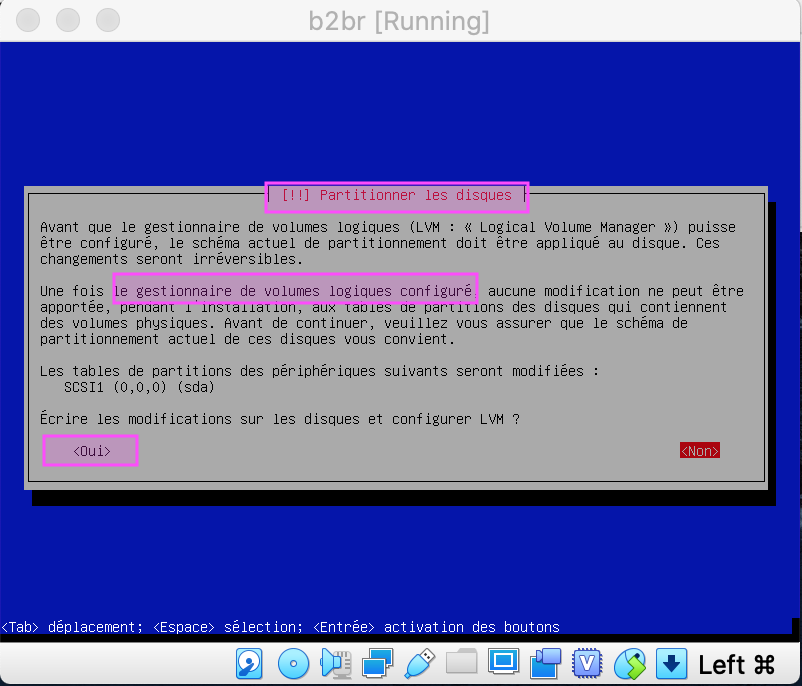 b2br [Running]
[!!] Partitionner les disques
Avant que le gestionnaire de volumes logiques (LVM : « Logical Volume Manager ») puisse
être configuré, le schéma actuel de partitionnement doit être appliqué au disque. Ces
changements seront irréversibles.
Une fois le gestionnaire de volumes logiques configuré, aucune modification ne peut être
apportée, pendant l'installation, aux tables de partitions des disques qui contiennent
des volumes physiques. Avant de continuer, veuillez vous assurer que le schéma de
partitionnement actuel de ces disques vous convient.
Les tables de partitions des périphériques suivants seront modifiées :
SCSI1 (0,0,0) (sda)
Écrire les modifications sur les disques et configurer LVM ?
<Oui> <Non>
<Tab> déplacement; <Espace> sélection; <Entrée> activation des boutons
V Left ⌘